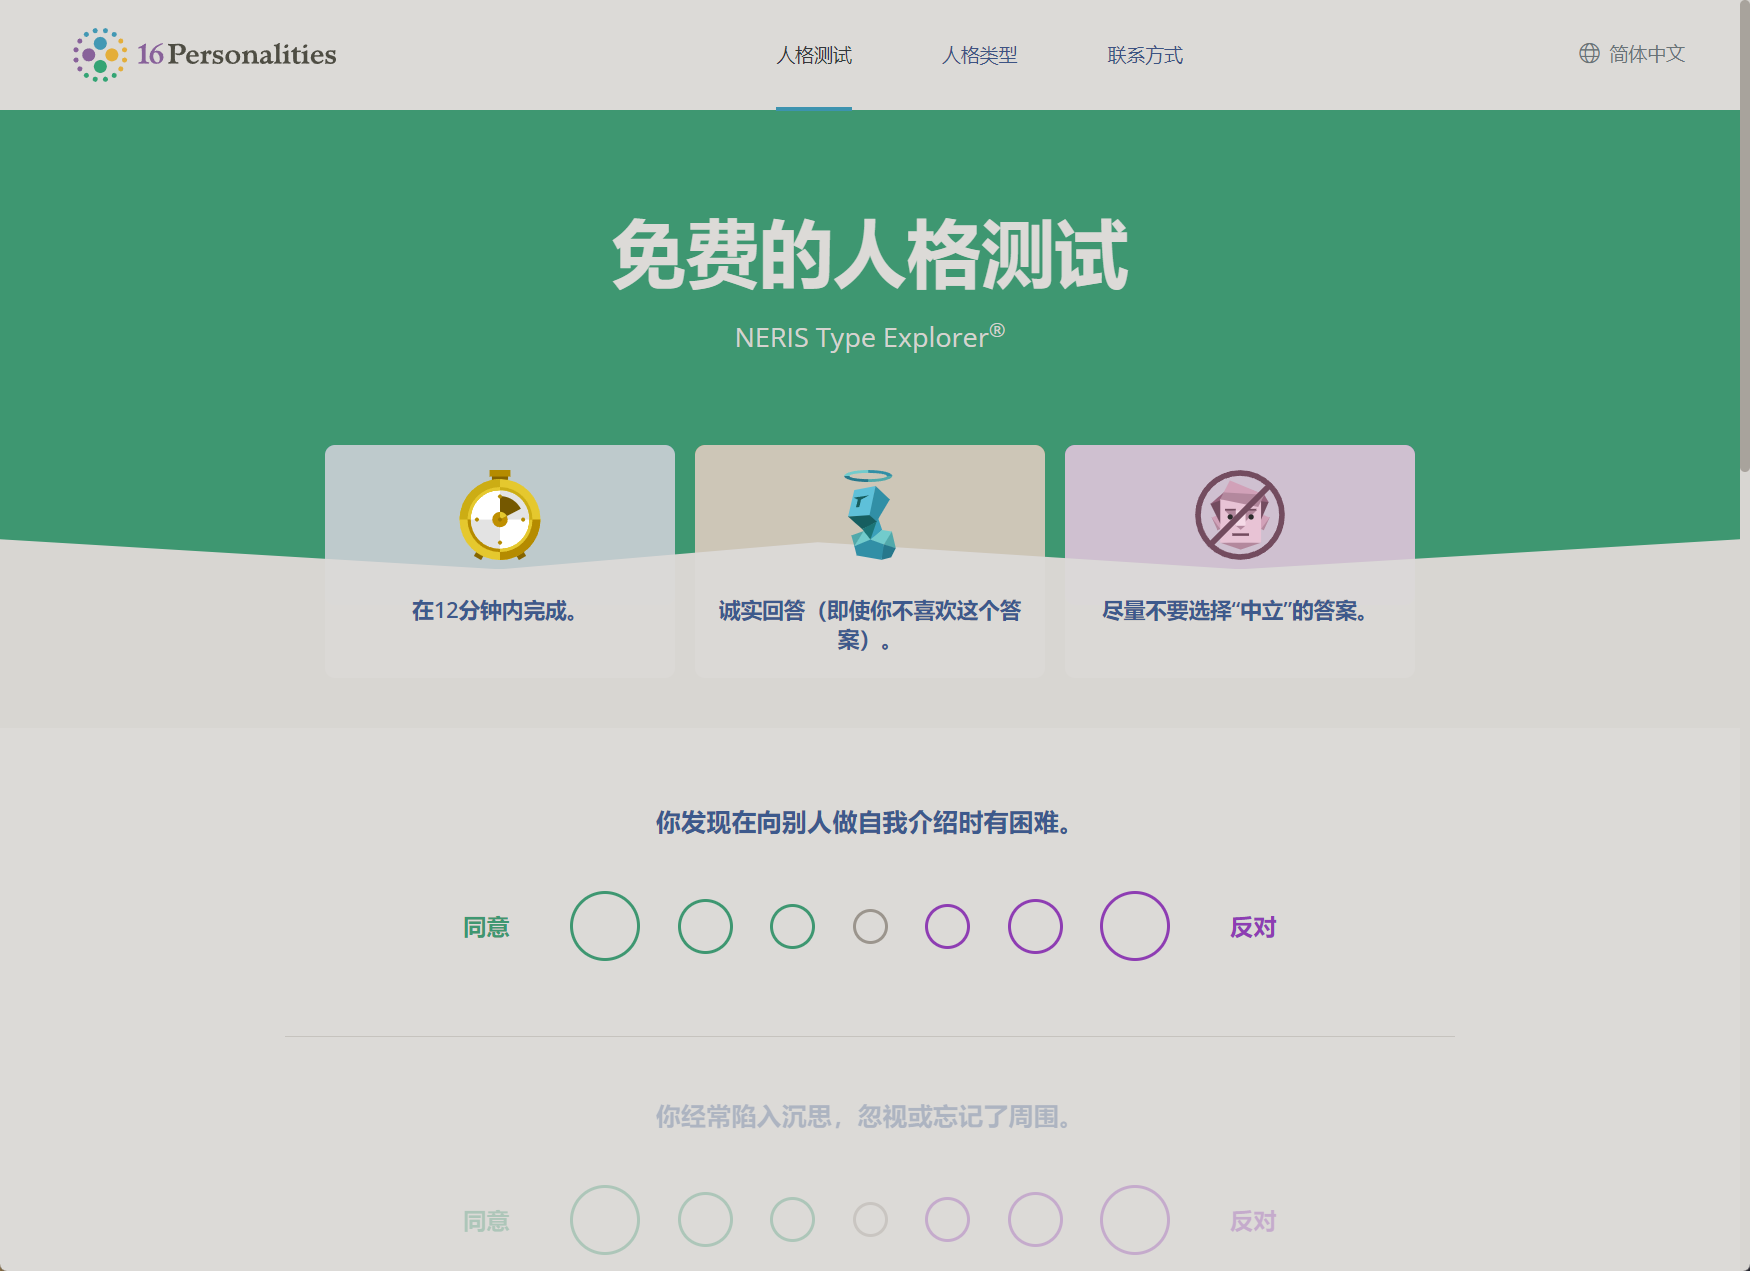 16Personalities
人格测试
人格类型
联系方式
简体中文
免费的人格测试
NERIS Type Explorer®
在12分钟内完成。
诚实回答（即使你不喜欢这个答
案）。
尽量不要选择“中立”的答案。
你发现在向别人做自我介绍时有困难。
同意
反对
你经常陷入沉思，忽视或忘记了周围。
同意
反对